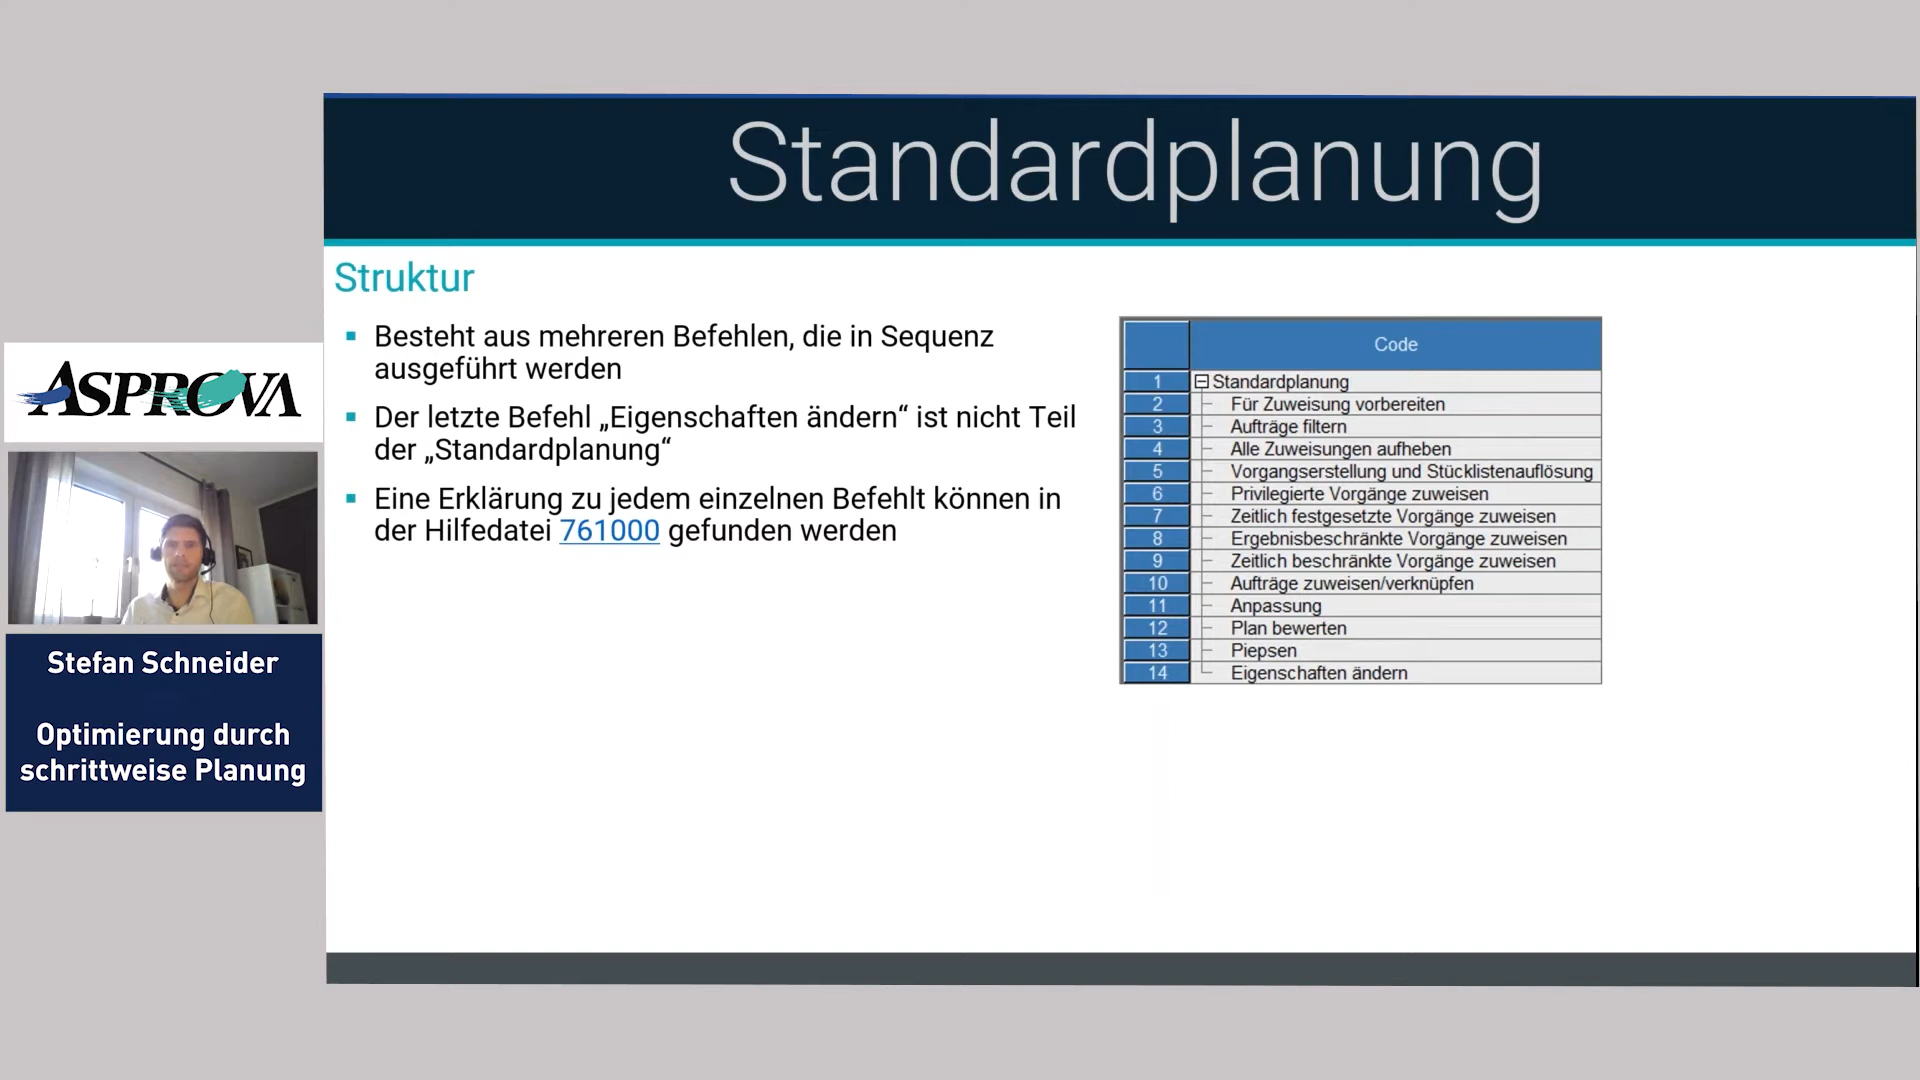 Standardplanung
Struktur
▪ Besteht aus mehreren Befehlen, die in Sequenz
ausgeführt werden
▪ Der letzte Befehl „Eigenschaften ändern“ ist nicht Teil
der „Standardplanung“
▪ Eine Erklärung zu jedem einzelnen Befehlt können in
der Hilfedatei 761000 gefunden werden
Code
1 Standardplanung
2 Für Zuweisung vorbereiten
3 Aufträge filtern
4 Alle Zuweisungen aufheben
5 Vorgangserstellung und Stücklistenauflösung
6 Privilegierte Vorgänge zuweisen
7 Zeitlich festgesetzte Vorgänge zuweisen
8 Ergebnisbeschränkte Vorgänge zuweisen
9 Zeitlich beschränkte Vorgänge zuweisen
10 Aufträge zuweisen/verknüpfen
11 Anpassung
12 Plan bewerten
13 Piepsen
14 Eigenschaften ändern
ASPROVA
Stefan Schneider
Optimierung durch
schrittweise Planung